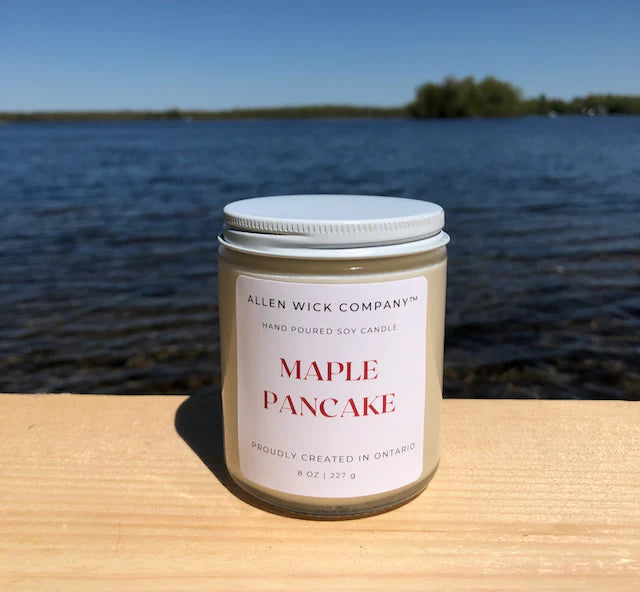 ALLEN WICK COMPANY™
HAND POURED SOY CANDLE
MAPLE
PANCAKE
PROUDLY CREATED IN ONTARIO
8 OZ | 227 g